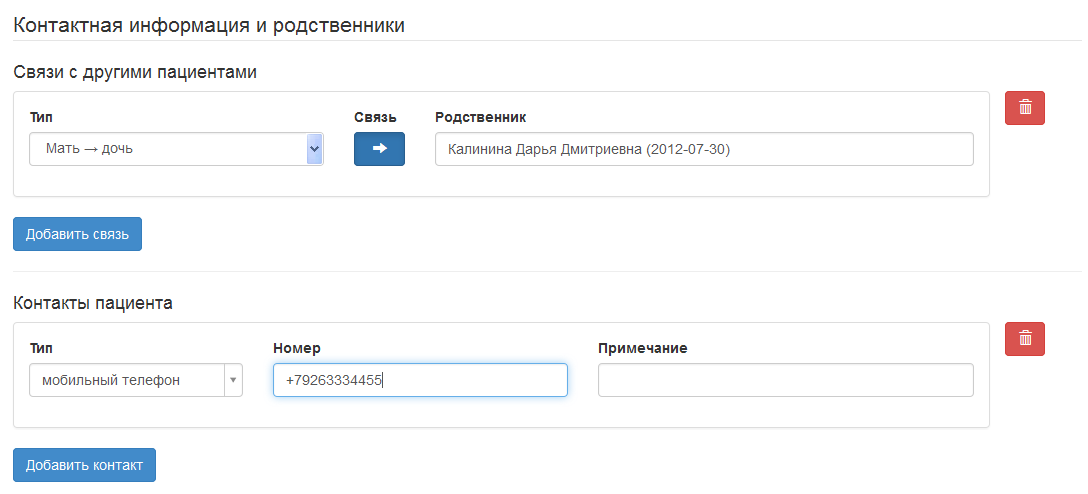 Контактная информация и родственники
Связи с другими пациентами
Тип Связь Родственник
Мать → дочь Калинина Дарья Дмитриевна (2012-07-30)
Добавить связь
Контакты пациента
Тип Номер Примечание
мобильный телефон +79263334455
Добавить контакт